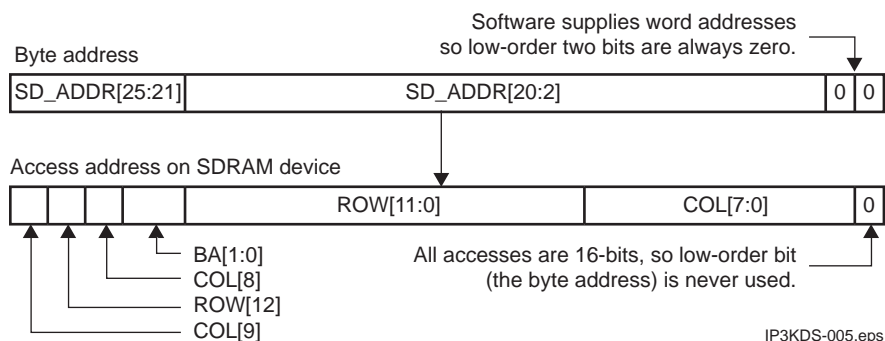 Software supplies word addresses
so low-order two bits are always zero.
Byte address
SD_ADDR[25:21] SD_ADDR[20:2] 0 0
Access address on SDRAM device
ROW[11:0] COL[7:0] 0
BA[1:0]
COL[8]
ROW[12]
COL[9]
All accesses are 16-bits, so low-order bit
(the byte address) is never used.
IP3KDS-005.eps